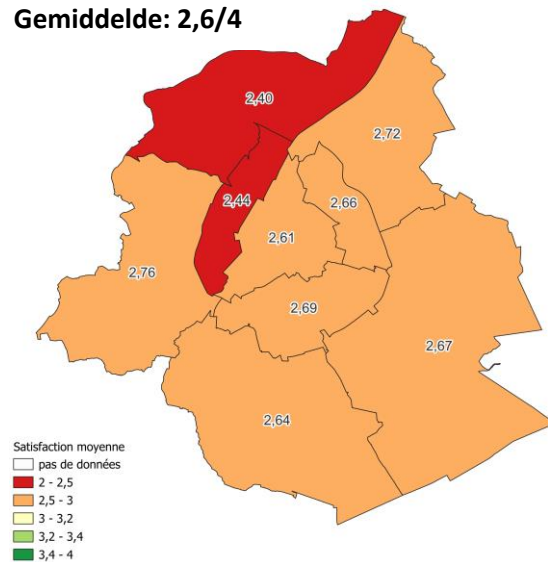 Gemiddelde: 2,6/4
2,40
2,72
2,44
2,66
2,61
2,76
2,69
2,67
2,64
Satisfaction moyenne
pas de données
2 - 2,5
2,5 - 3
3 - 3,2
3,2 - 3,4
3,4 - 4